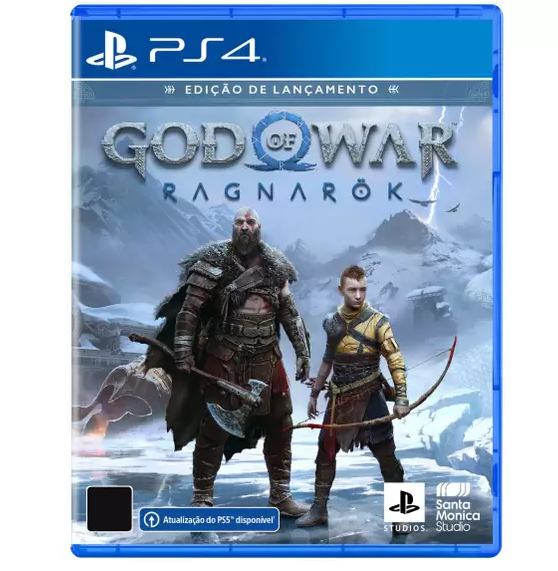 PS4
EDIÇÃO DE LANÇAMENTO
GOD OF WAR
RAGNARÖK
Atualização do PS5™ disponível
STUDIOS
Santa
Monica
Studio